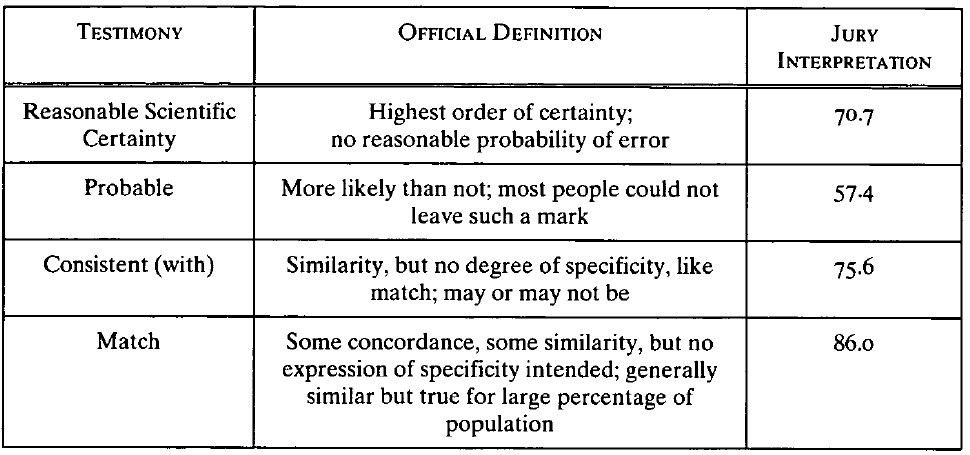 TESTIMONY
OFFICIAL DEFINITION
JURY
INTERPRETATION
Reasonable Scientific
Certainty
Highest order of certainty;
no reasonable probability of error
70.7
Probable
More likely than not; most people could not
leave such a mark
57.4
Consistent (with)
Similarity, but no degree of specificity, like
match; may or may not be
75.6
Match
Some concordance, some similarity, but no
expression of specificity intended; generally
similar but true for large percentage of
population
86.0